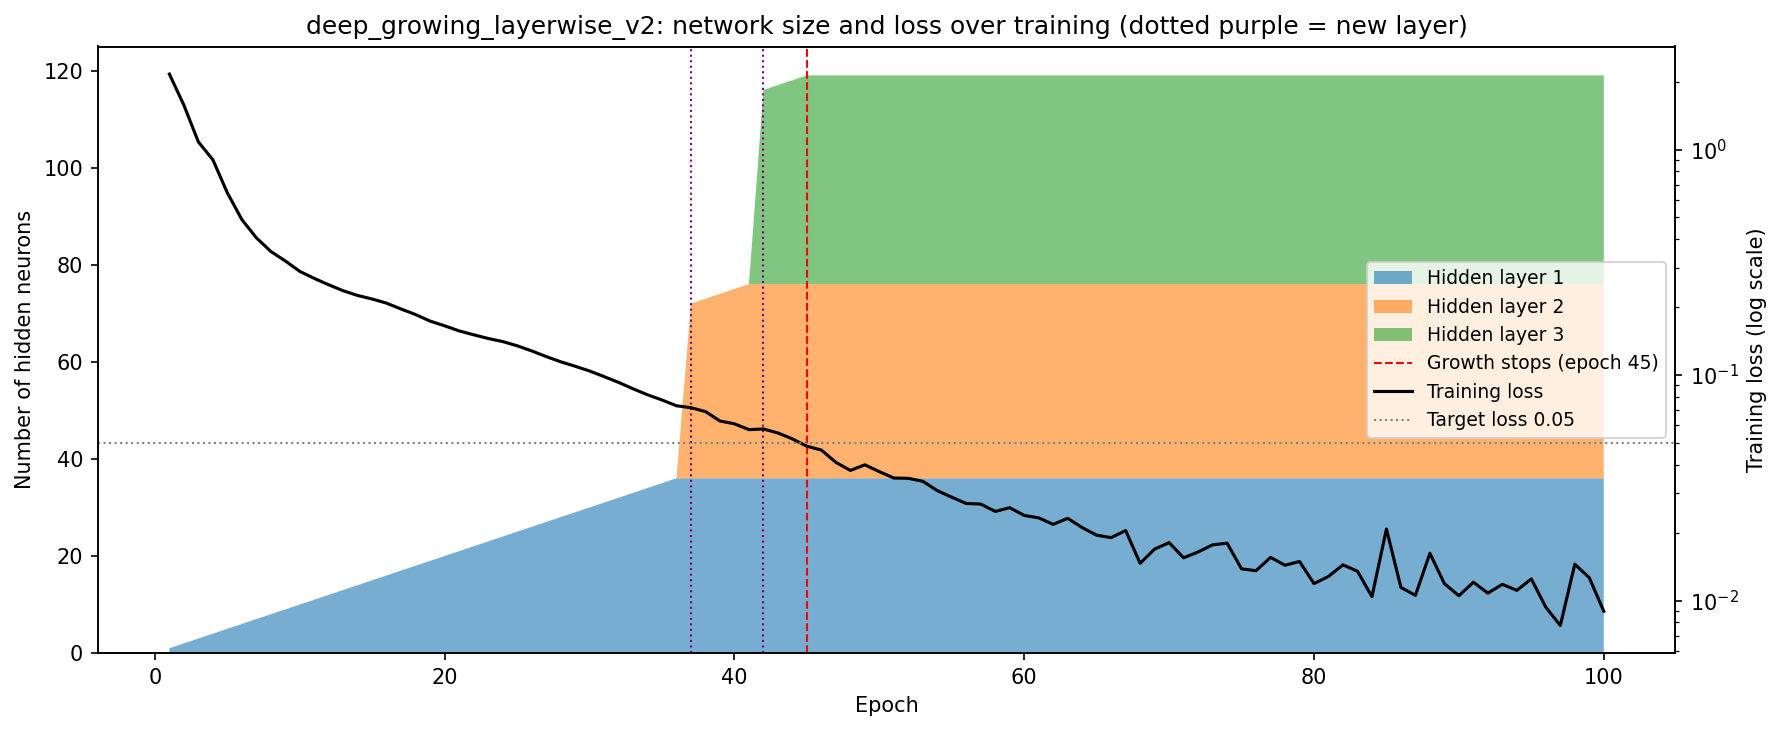 deep_growing_layerwise_v2: network size and loss over training (dotted purple = new layer)
Number of hidden neurons
120
100
80
60
40
20
0
0 20 40 60 80 100
Epoch
10⁰
10⁻¹
10⁻²
Training loss (log scale)
Hidden layer 1
Hidden layer 2
Hidden layer 3
Growth stops (epoch 45)
Training loss
Target loss 0.05